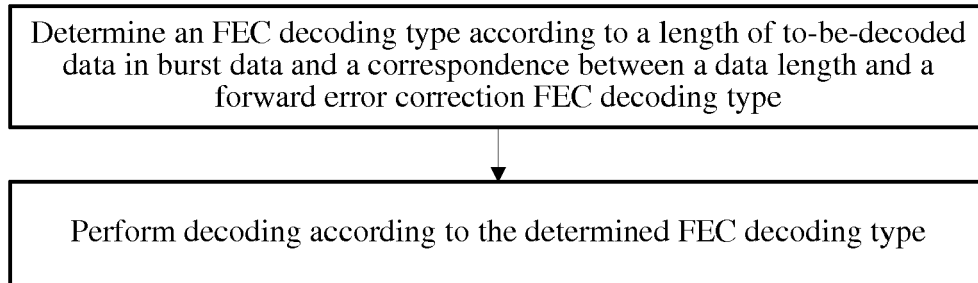 Determine an FEC decoding type according to a length of to-be-decoded
data in burst data and a correspondence between a data length and a
forward error correction FEC decoding type
Perform decoding according to the determined FEC decoding type